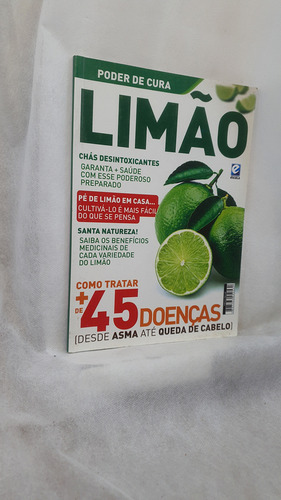 PODER DE CURA
LIMÃO
CHÁS DESINTOXICANTES
GARANTA + SAÚDE
COM ESSE PODEROSO
PREPARADO
PÉ DE LIMÃO EM CASA...
CULTIVÁ-LO É MAIS FÁCIL
DO QUE SE PENSA
SANTA NATUREZA!
SAIBA OS BENEFÍCIOS
MEDICINAIS DE
CADA VARIEDADE
DO LIMÃO
COMO TRATAR
+ DE 45 DOENÇAS
(DESDE ASMA ATÉ QUEDA DE CABELO)